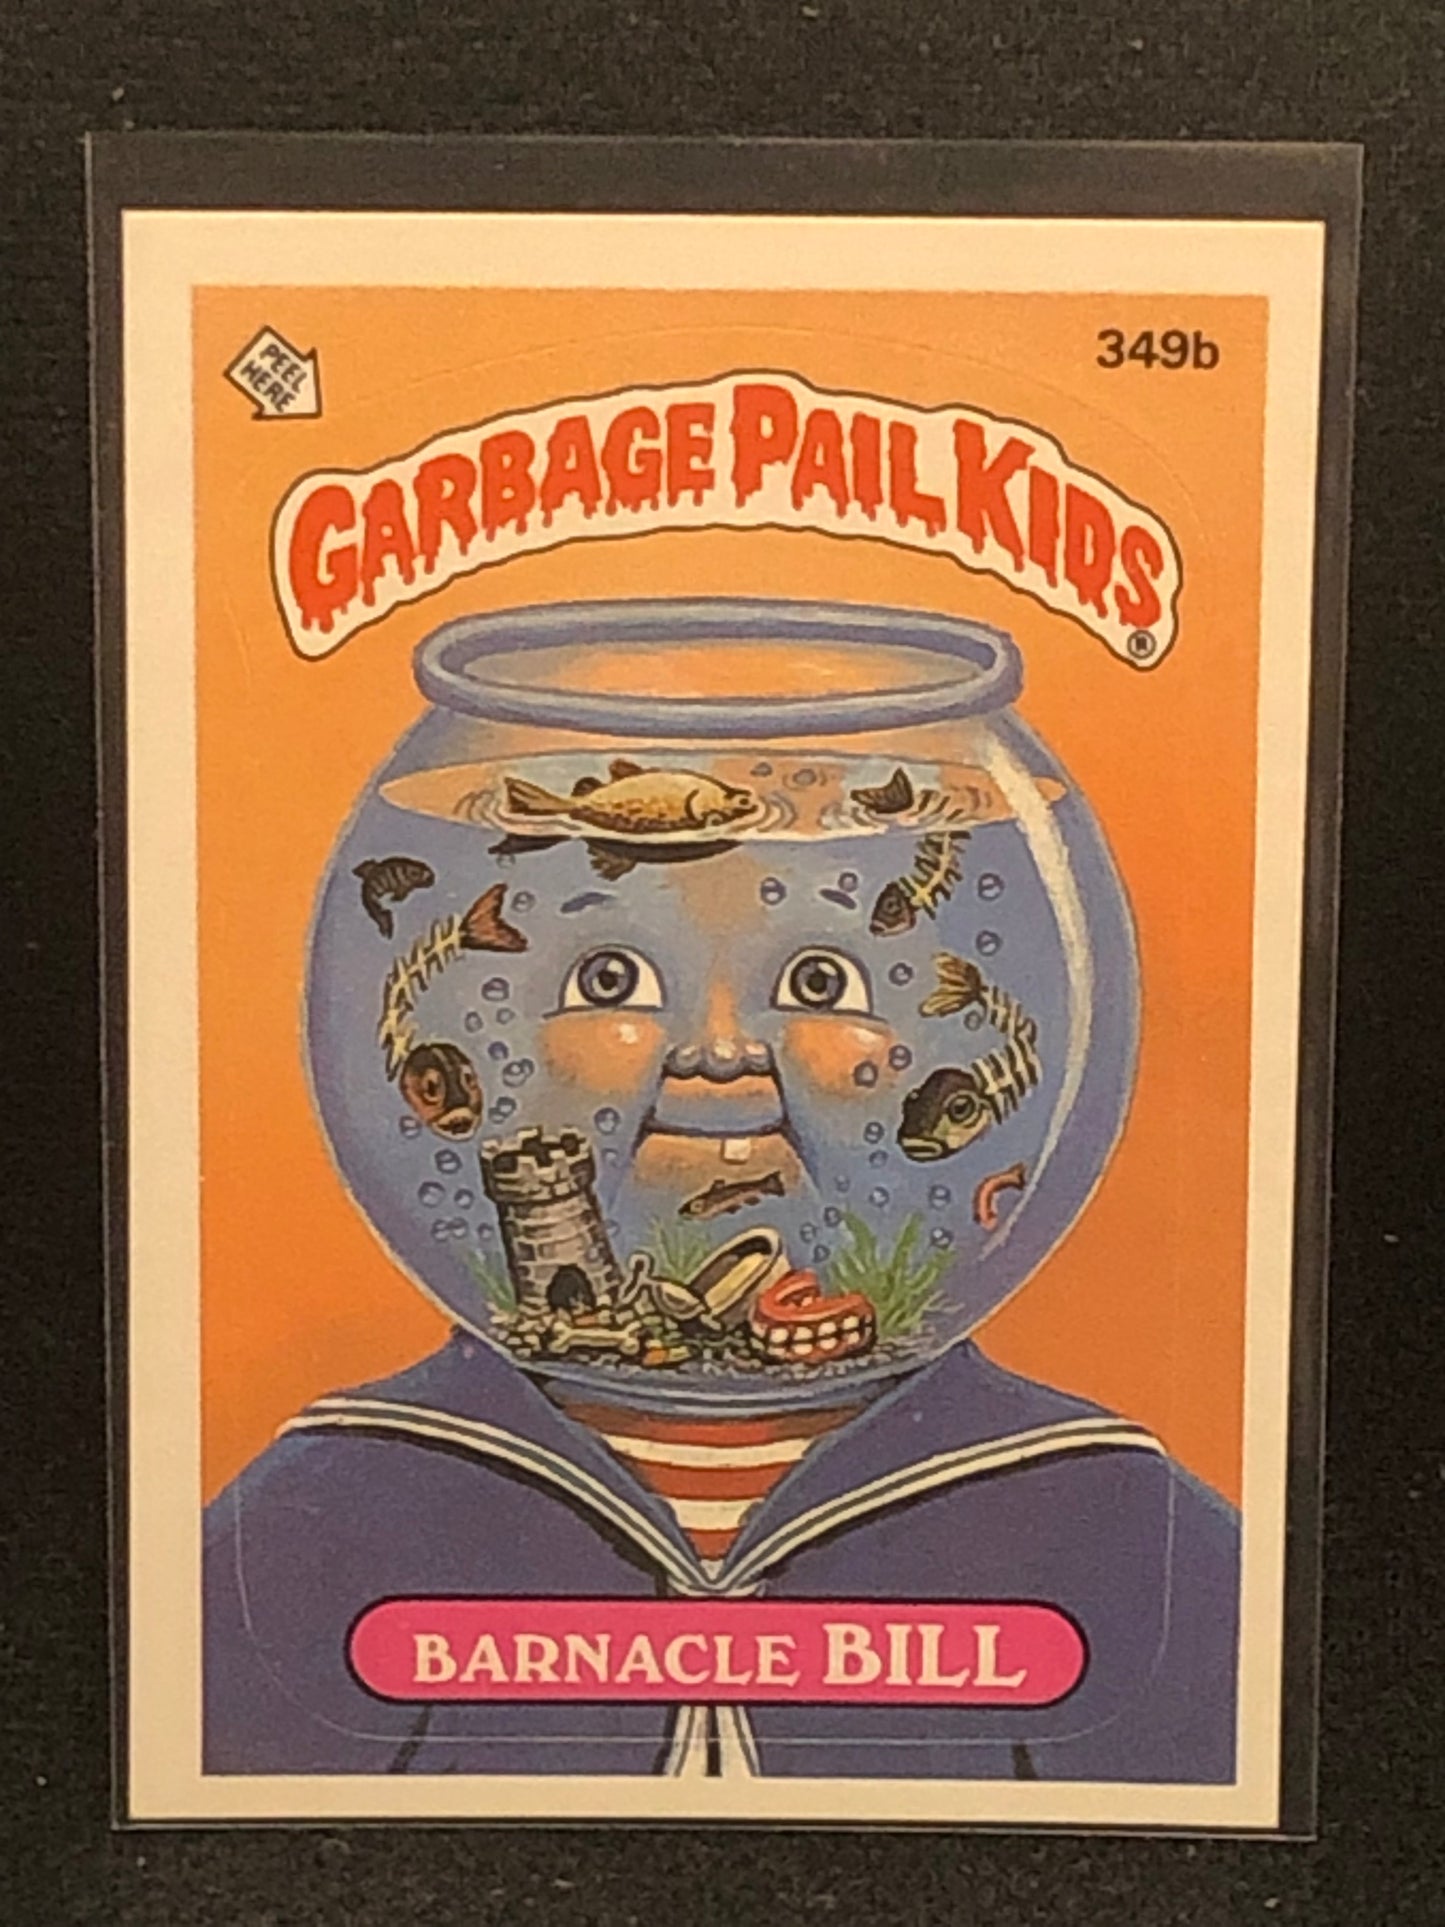 PEEL
HERE
349b
GARBAGE PAIL KIDS
®
BARNACLE BILL